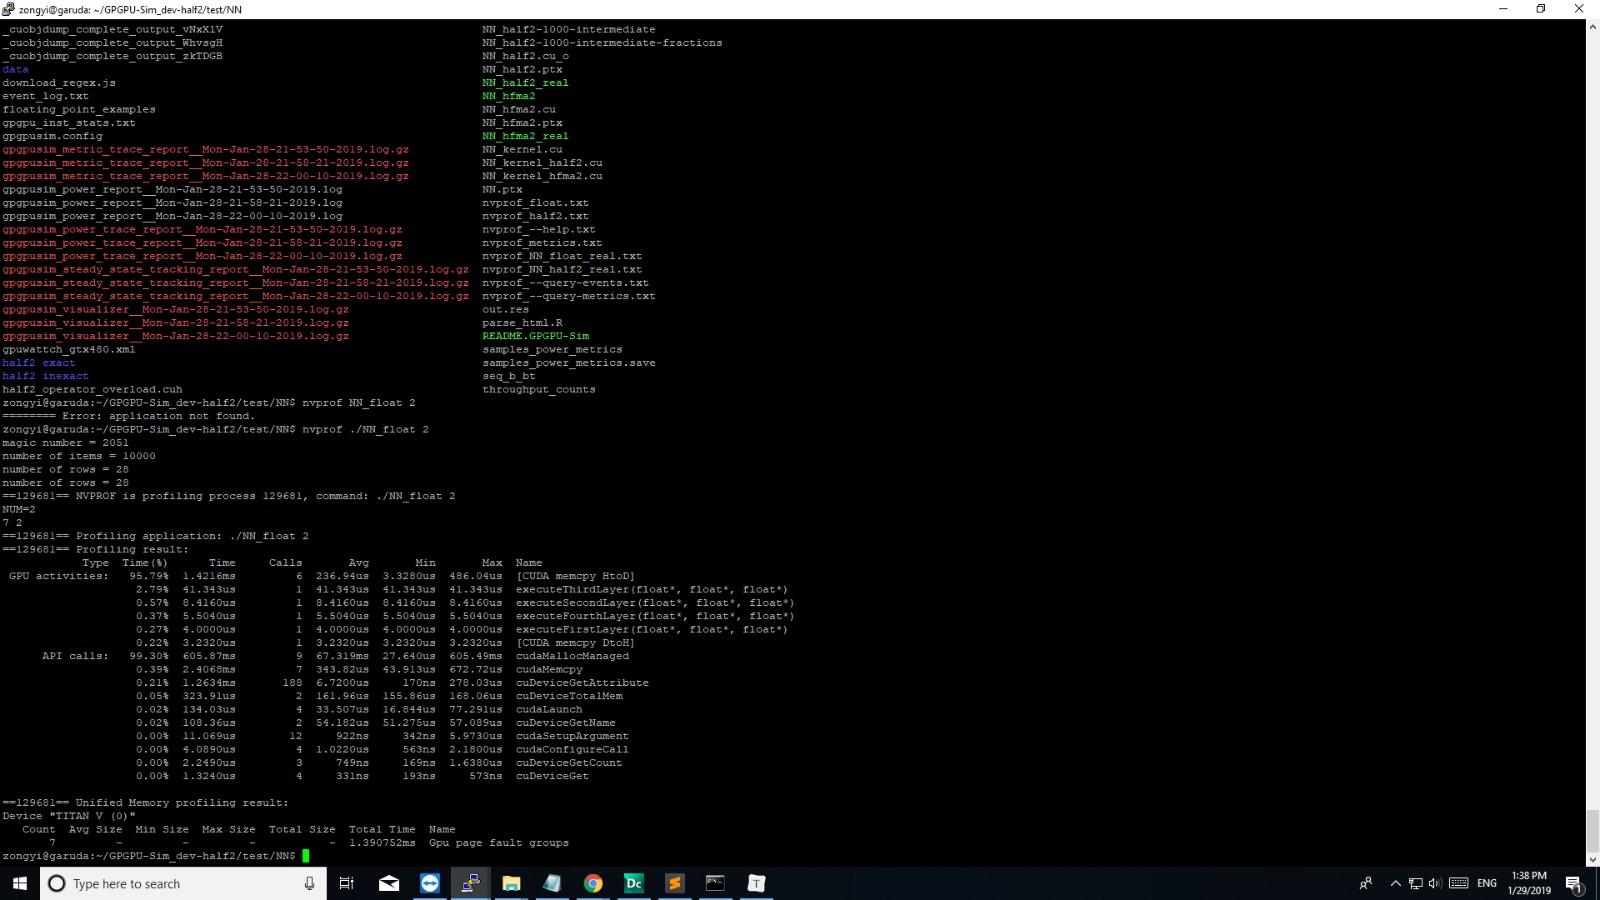 zongyi@garuda: ~/GPGPU-Sim_dev-half2/test/NN
_cuobjdump_complete_output_vNxXlV NN_half2-1000-intermediate
_cuobjdump_complete_output_WhvsgH NN_half2-1000-intermediate-fractions
_cuobjdump_complete_output_zkTDGB NN_half2.cu_o
data NN_half2.ptx
download_regex.js NN_half2_real
event_log.txt NN_hfma2
floating_point_examples NN_hfma2.cu
gpgpu_inst_stats.txt NN_hfma2.ptx
gpgpusim.config NN_hfma2_real
gpgpusim_metric_trace_report__Mon-Jan-28-21-53-50-2019.log.gz NN_kernel.cu
gpgpusim_metric_trace_report__Mon-Jan-28-21-58-21-2019.log.gz NN_kernel_half2.cu
gpgpusim_metric_trace_report__Mon-Jan-28-22-00-10-2019.log.gz NN_kernel_hfma2.cu
gpgpusim_power_report__Mon-Jan-28-21-53-50-2019.log NN.ptx
gpgpusim_power_report__Mon-Jan-28-21-58-21-2019.log nvprof_float.txt
gpgpusim_power_report__Mon-Jan-28-22-00-10-2019.log nvprof_half2.txt
gpgpusim_power_trace_report__Mon-Jan-28-21-53-50-2019.log.gz nvprof_--help.txt
gpgpusim_power_trace_report__Mon-Jan-28-21-58-21-2019.log.gz nvprof_metrics.txt
gpgpusim_power_trace_report__Mon-Jan-28-22-00-10-2019.log.gz nvprof_NN_float_real.txt
gpgpusim_steady_state_tracking_report__Mon-Jan-28-21-53-50-2019.log.gz nvprof_NN_half2_real.txt
gpgpusim_steady_state_tracking_report__Mon-Jan-28-21-58-21-2019.log.gz nvprof_--query-events.txt
gpgpusim_steady_state_tracking_report__Mon-Jan-28-22-00-10-2019.log.gz nvprof_--query-metrics.txt
gpgpusim_visualizer__Mon-Jan-28-21-53-50-2019.log.gz out.res
gpgpusim_visualizer__Mon-Jan-28-21-58-21-2019.log.gz parse_html.R
gpgpusim_visualizer__Mon-Jan-28-22-00-10-2019.log.gz README.GPGPU-Sim
gpuwattch_gtx480.xml samples_power_metrics
half2 exact samples_power_metrics.save
half2 inexact seq_b_bt
half2_operator_overload.cuh throughput_counts
zongyi@garuda:~/GPGPU-Sim_dev-half2/test/NN$ nvprof NN_float 2
======== Error: application not found.
zongyi@garuda:~/GPGPU-Sim_dev-half2/test/NN$ nvprof ./NN_float 2
magic number = 2051
number of items = 10000
number of rows = 28
number of rows = 28
==129681== NVPROF is profiling process 129681, command: ./NN_float 2
NUM=2
7 2
==129681== Profiling application: ./NN_float 2
==129681== Profiling result:
Type Time(%) Time Calls Avg Min Max Name
GPU activities: 95.79% 1.4216ms 6 236.94us 3.3280us 486.04us [CUDA memcpy HtoD]
2.79% 41.343us 1 41.343us 41.343us 41.343us executeThirdLayer(float*, float*, float*)
0.57% 8.4160us 1 8.4160us 8.4160us 8.4160us executeSecondLayer(float*, float*, float*)
0.37% 5.5040us 1 5.5040us 5.5040us 5.5040us executeFourthLayer(float*, float*, float*)
0.27% 4.0000us 1 4.0000us 4.0000us 4.0000us executeFirstLayer(float*, float*, float*)
0.22% 3.2320us 1 3.2320us 3.2320us 3.2320us [CUDA memcpy DtoH]
API calls: 99.30% 605.87ms 9 67.319ms 27.640us 605.49ms cudaMallocManaged
0.39% 2.4068ms 7 343.82us 43.913us 672.72us cudaMemcpy
0.21% 1.2634ms 188 6.7200us 170ns 278.03us cuDeviceGetAttribute
0.05% 323.91us 2 161.96us 155.86us 168.06us cuDeviceTotalMem
0.02% 134.03us 4 33.507us 16.844us 77.291us cudaLaunch
0.02% 108.36us 2 54.182us 51.275us 57.089us cuDeviceGetName
0.00% 11.069us 12 922ns 342ns 5.9730us cudaSetupArgument
0.00% 4.0890us 4 1.0220us 563ns 2.1800us cudaConfigureCall
0.00% 2.2490us 3 749ns 169ns 1.6380us cuDeviceGetCount
0.00% 1.3240us 4 331ns 193ns 573ns cuDeviceGet
==129681== Unified Memory profiling result:
Device "TITAN V (0)"
Count Avg Size Min Size Max Size Total Size Total Time Name
7 - - - - 1.390752ms Gpu page fault groups
zongyi@garuda:~/GPGPU-Sim_dev-half2/test/NN$
Type here to search
Dc
T
ENG
1:38 PM
1/29/2019
1